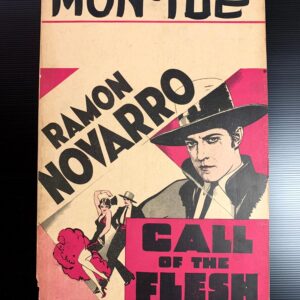 MON-TUE
RAMON
NOVARRO
CALL
OF THE
FLESH